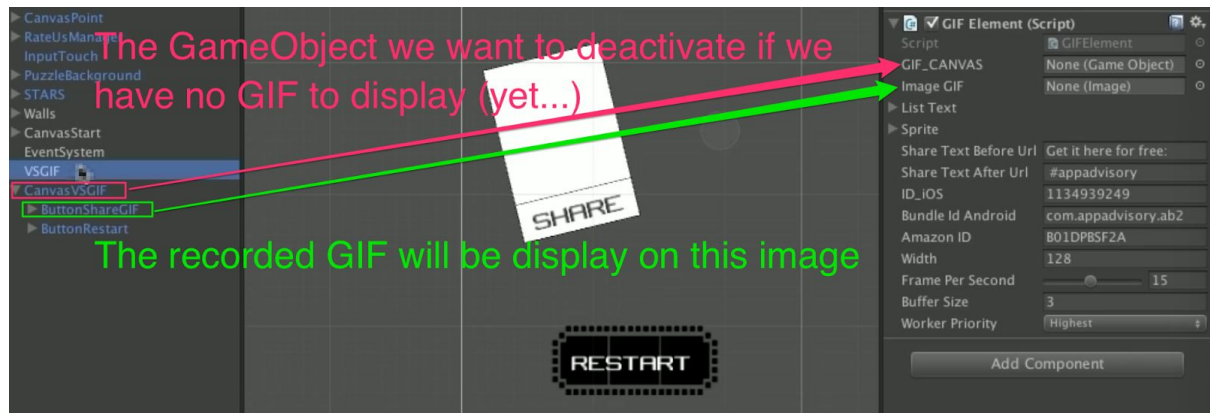 CanvasPoint
RateUsManager
InputTouch
PuzzleBackground
STARS
Walls
CanvasStart
EventSystem
VSGIF
CanvasVSGIF
ButtonShareGIF
ButtonRestart
The GameObject we want to deactivate if we
have no GIF to display (yet...)
SHARE
The recorded GIF will be display on this image
RESTART
GIF Element (Script)
Script GIFElement
GIF_CANVAS None (Game Object)
Image GIF None (Image)
List Text
Sprite
Share Text Before Url Get it here for free:
Share Text After Url #appadvisory
ID_iOS 1134939249
Bundle Id Android com.appadvisory.ab2
Amazon ID B01DPBSF2A
Width 128
Frame Per Second 15
Buffer Size 3
Worker Priority Highest
Add Component